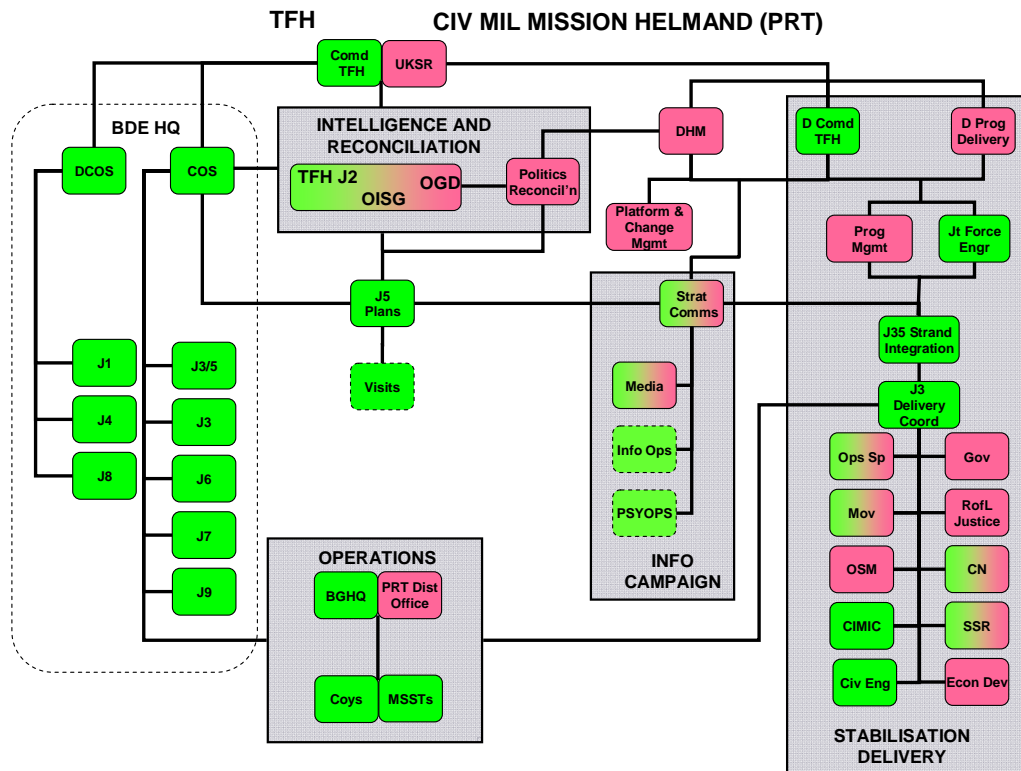 TFH
CIV MIL MISSION HELMAND (PRT)
Comd
TFH
UKSR
BDE HQ
DCOS
COS
J1
J4
J8
J3/5
J3
J6
J7
J9
INTELLIGENCE AND
RECONCILIATION
TFH J2
OGD
OISG
Politics
Reconcil'n
J5
Plans
Visits
DHM
Platform &
Change
Mgmt
D Comd
TFH
D Prog
Delivery
Prog
Mgmt
Jt Force
Engr
Strat
Comms
Media
Info Ops
PSYOPS
INFO
CAMPAIGN
J35 Strand
Integration
J3
Delivery
Coord
Ops Sp
Gov
Mov
RofL
Justice
OSM
CN
CIMIC
SSR
Civ Eng
Econ Dev
STABILISATION
DELIVERY
OPERATIONS
BGHQ
PRT Dist
Office
Coys
MSSTs